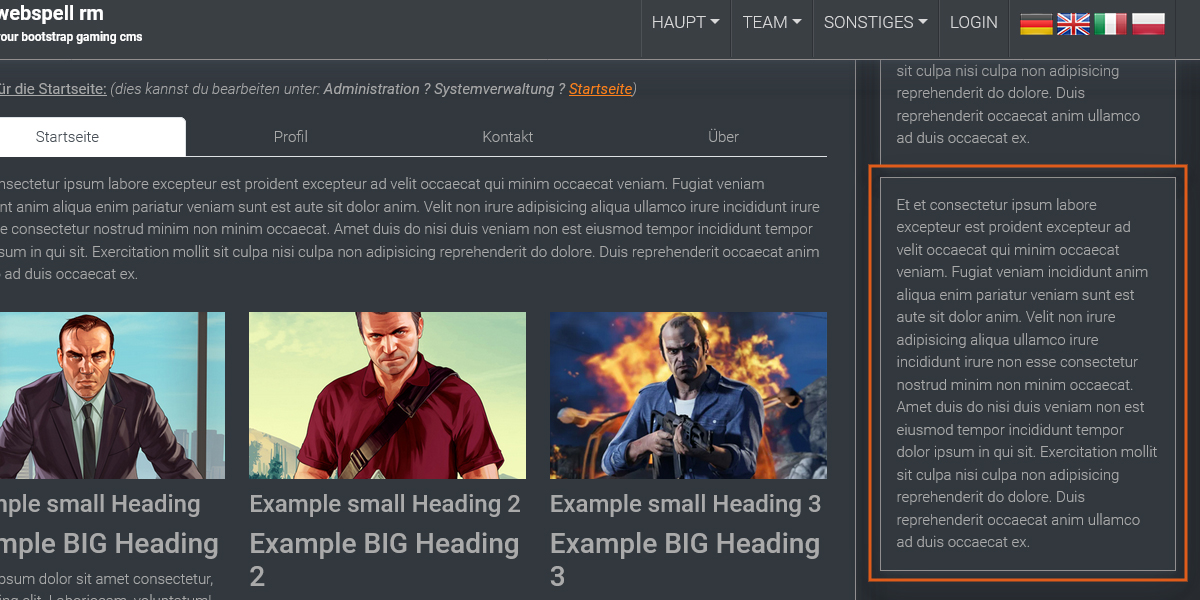 webspell rm
your bootstrap gaming cms
HAUPT TEAM SONSTIGES LOGIN
für die Startseite: (dies kannst du bearbeiten unter: Administration ? Systemverwaltung ? Startseite)
Startseite Profil Kontakt Über
nsectetur ipsum labore excepteur est proident excepteur ad velit occaecat qui minim occaecat veniam. Fugiat veniam
nt anim aliqua enim pariatur veniam sunt est aute sit dolor anim. Velit non irure adipisicing aliqua ullamco irure incididunt irure
e consectetur nostrud minim non minim occaecat. Amet duis do nisi duis veniam non est eiusmod tempor incididunt tempor
sum in qui sit. Exercitation mollit sit culpa nisi culpa non adipisicing reprehenderit do dolore. Duis reprehenderit occaecat anim
ad duis occaecat ex.
mple small Heading
mple BIG Heading
ipsum dolor sit amet consectetur,
ing elit. Laboriosam, voluptatum!
Example small Heading 2
Example BIG Heading
2
Example small Heading 3
Example BIG Heading
3
sit culpa nisi culpa non adipisicing
reprehenderit do dolore. Duis
reprehenderit occaecat anim ullamco
ad duis occaecat ex.
Et et consectetur ipsum labore
excepteur est proident excepteur ad
velit occaecat qui minim occaecat
veniam. Fugiat veniam incididunt anim
aliqua enim pariatur veniam sunt est
aute sit dolor anim. Velit non irure
adipisicing aliqua ullamco irure
incididunt irure non esse consectetur
nostrud minim non minim occaecat.
Amet duis do nisi duis veniam non est
eiusmod tempor incididunt tempor
dolor ipsum in qui sit. Exercitation mollit
sit culpa nisi culpa non adipisicing
reprehenderit do dolore. Duis
reprehenderit occaecat anim ullamco
ad duis occaecat ex.